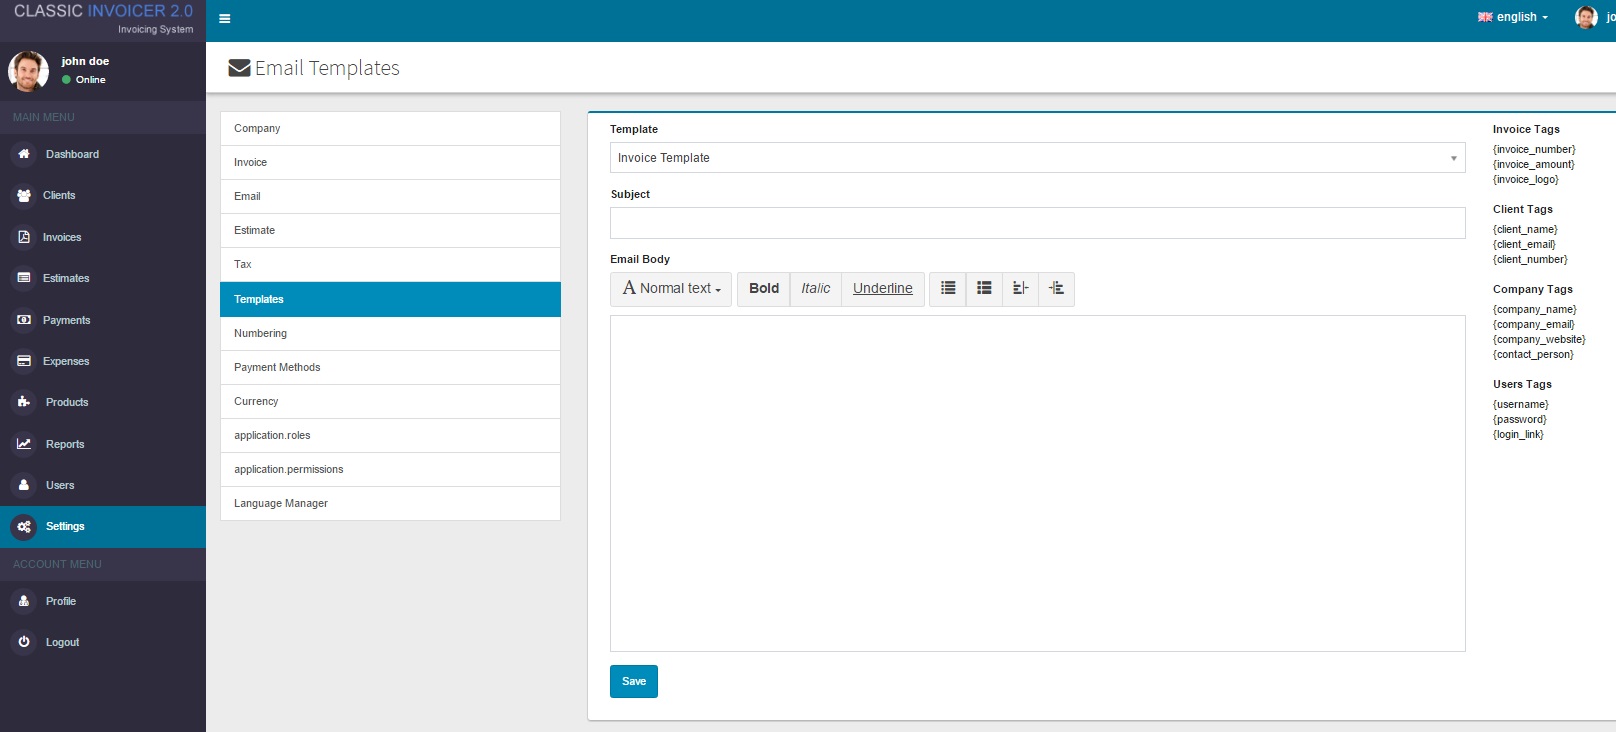 CLASSIC INVOICER 2.0
Invoicing System
english
jo
john doe
Online
Email Templates
MAIN MENU
Dashboard
Clients
Invoices
Estimates
Payments
Expenses
Products
Reports
Users
Settings
ACCOUNT MENU
Profile
Logout
Company
Invoice
Email
Estimate
Tax
Templates
Numbering
Payment Methods
Currency
application.roles
application.permissions
Language Manager
Template
Invoice Template
Subject
Email Body
A Normal text
Bold
Italic
Underline
Save
Invoice Tags
{invoice_number}
{invoice_amount}
{invoice_logo}
Client Tags
{client_name}
{client_email}
{client_number}
Company Tags
{company_name}
{company_email}
{company_website}
{contact_person}
Users Tags
{username}
{password}
{login_link}